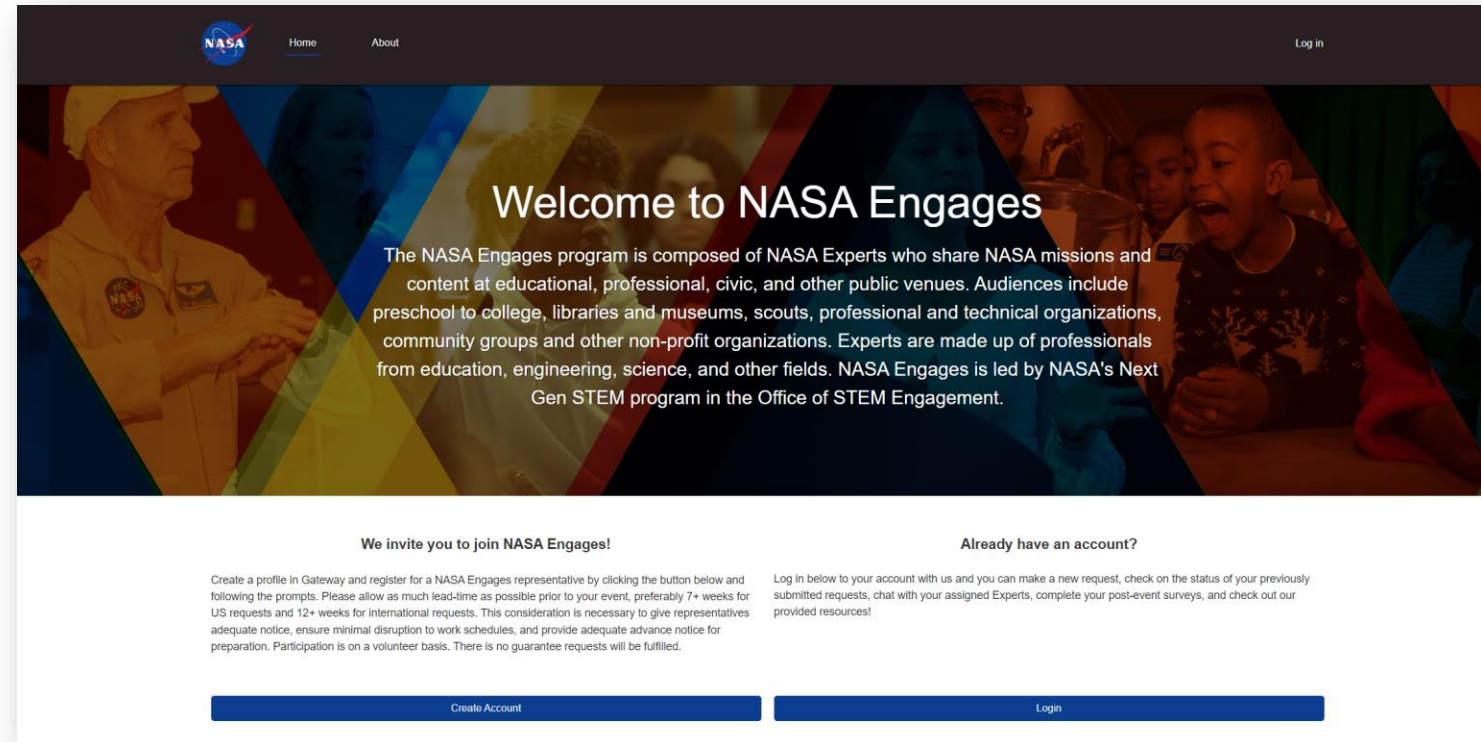 NASA
Home
About
Log in
NASA
Welcome to NASA Engages
The NASA Engages program is composed of NASA Experts who share NASA missions and
content at educational, professional, civic, and other public venues. Audiences include
preschool to college, libraries and museums, scouts, professional and technical organizations,
community groups and other non-profit organizations. Experts are made up of professionals
from education, engineering, science, and other fields. NASA Engages is led by NASA's Next
Gen STEM program in the Office of STEM Engagement.
We invite you to join NASA Engages!
Create a profile in Gateway and register for a NASA Engages representative by clicking the button below and
following the prompts. Please allow as much lead-time as possible prior to your event, preferably 7+ weeks for
US requests and 12+ weeks for international requests. This consideration is necessary to give representatives
adequate notice, ensure minimal disruption to work schedules, and provide adequate advance notice for
preparation. Participation is on a volunteer basis. There is no guarantee requests will be fulfilled.
Create Account
Already have an account?
Log in below to your account with us and you can make a new request, check on the status of your previously
submitted requests, chat with your assigned Experts, complete your post-event surveys, and check out our
provided resources!
Login